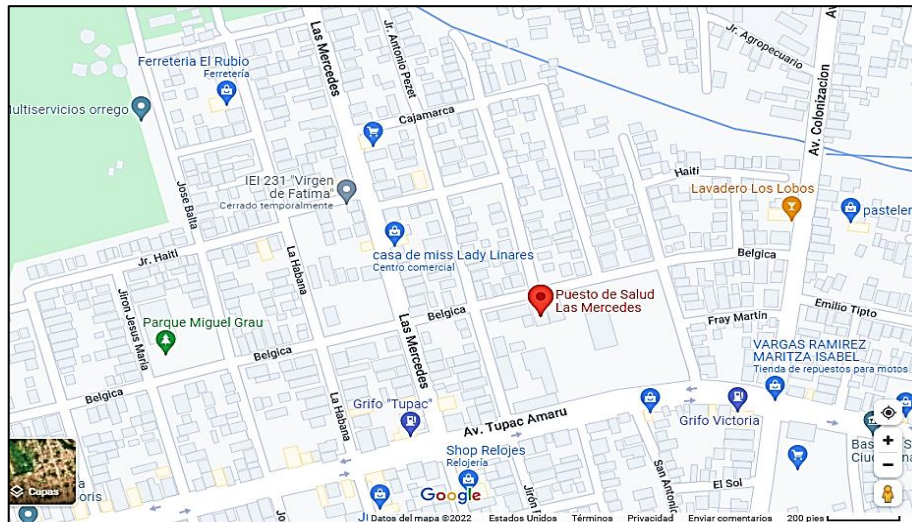 Av
Jr. Agropecuario
Las Mercedes
Jr. Antonio Pezet
Ferreteria El Rubio
Ferretería
Multiservicios orrego
Cajamarca
Av. Colonizacion
IEI 231 "Virgen
de Fatima"
Cerrado temporalmente
Haití
Lavadero Los Lobos
Jose Balta
pasteler
casa de miss Lady Linares
Centro comercial
Jr. Haiti
La Habana
Belgica
Puesto de Salud
Las Mercedes
Jiron Jesus Maria
Parque Miguel Grau
Belgica
Las Mercedes
Emilio Tipto
Fray Martin
Belgica
VARGAS RAMIREZ
MARITZA ISABEL
Tienda de repuestos para motos
Belgica
La Habana
Grifo "Tupac"
Av. Tupac Amaru
Grifo Victoria
Shop Relojes
Relojería
San Antonio
El Sol
Capas
oris
Google
Datos del mapa ©2022 Estados Unidos Términos Privacidad Enviar comentarios 200 pies